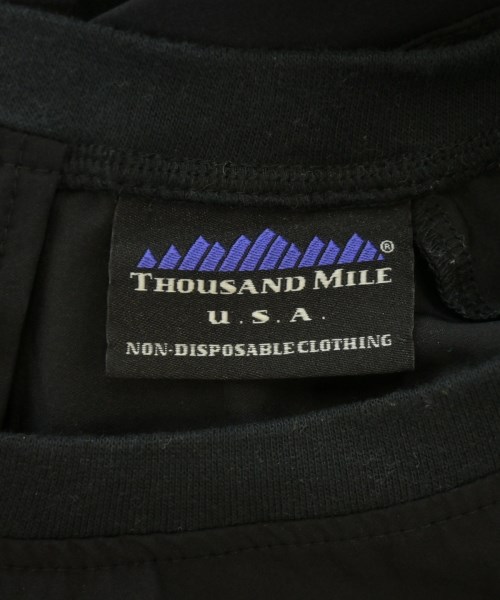 ®
THOUSAND MILE
U.S.A.
NON-DISPOSABLE CLOTHING